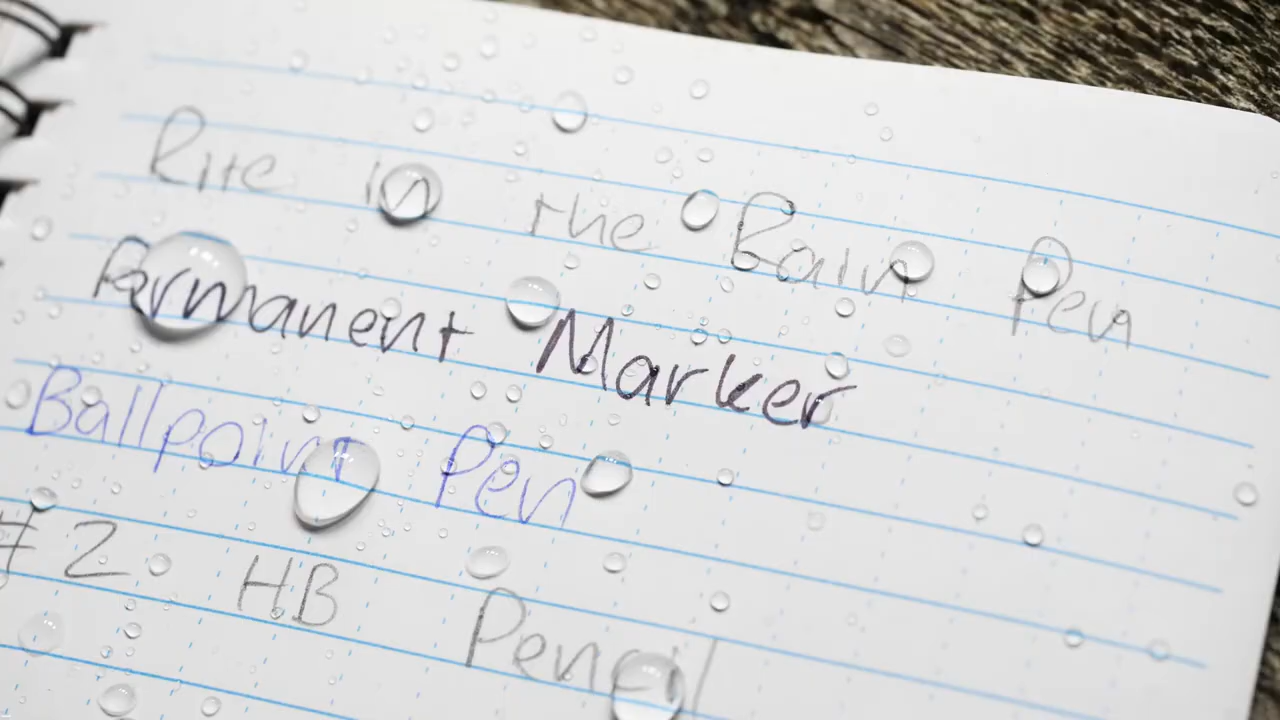 Rite in the Rain Pen
Permanent Marker
Ballpoint Pen
#2 HB Pencil